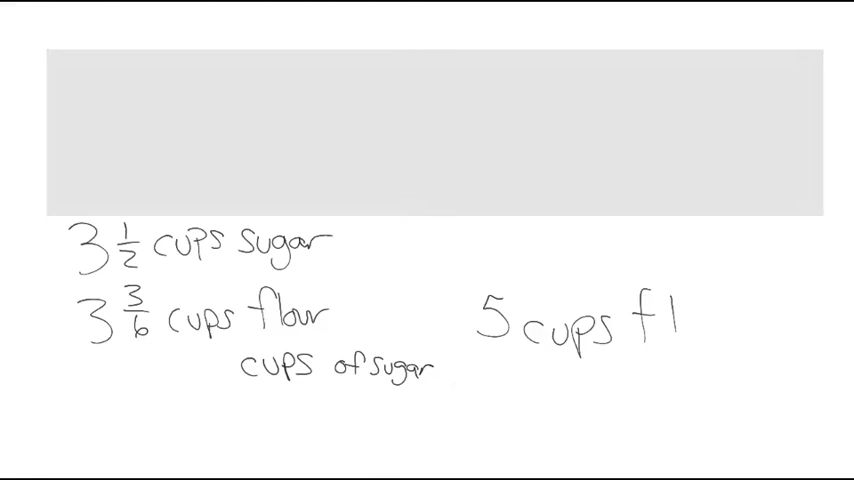 3 1/2 cups sugar
3 3/6 cups flour
5 cups fl
cups of sugar